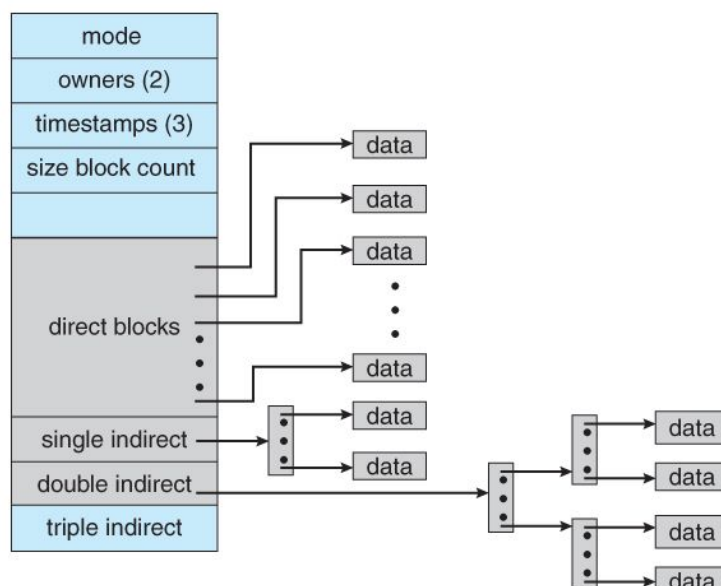 mode
owners (2)
timestamps (3)
size block count
direct blocks
single indirect
double indirect
triple indirect
data
data
data
data
data
data
data
data
data
data